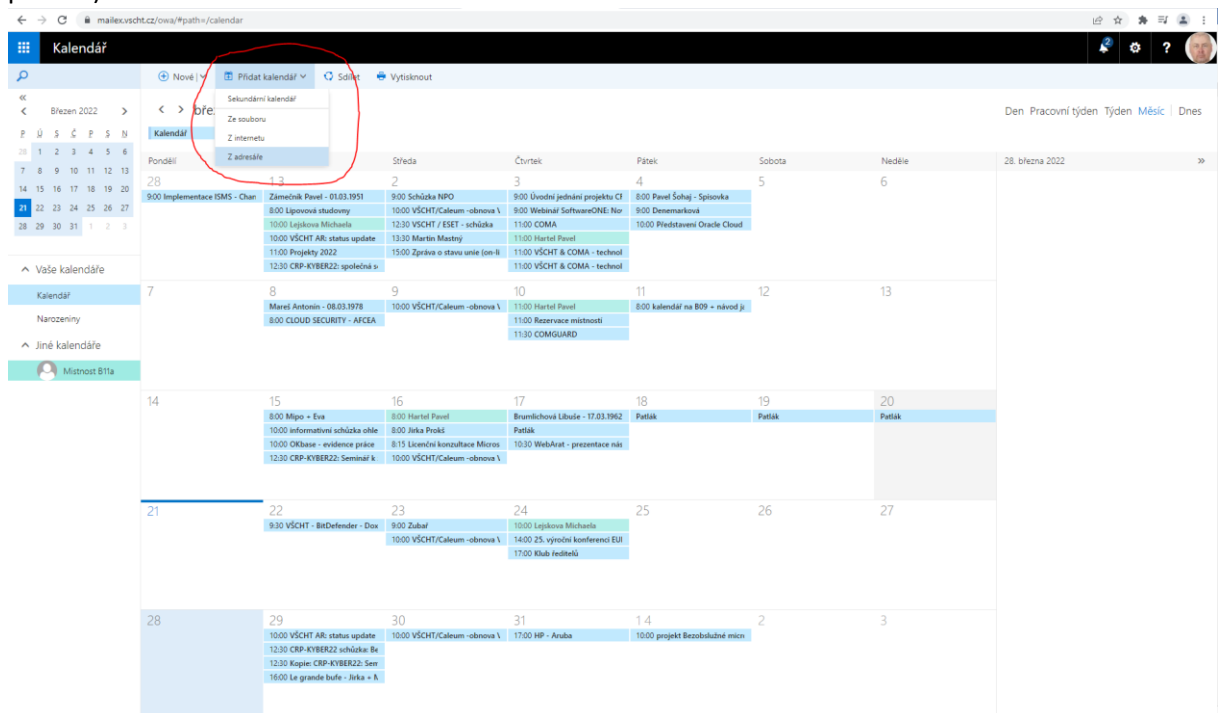 mailex.vscht.cz/owa/#path=/calendar
Kalendář
2
?
Nové
Přidat kalendář
Sdílet
Vytisknout
Sekundární kalendář
Ze souboru
Z internetu
Z adresáře
Březen 2022
P Ú S Č P S N
28 1 2 3 4 5 6
7 8 9 10 11 12 13
14 15 16 17 18 19 20
21 22 23 24 25 26 27
28 29 30 31 1 2 3
Vaše kalendáře
Kalendář
Narozeniny
Jiné kalendáře
Mistnost B11a
bře
Den Pracovní týden Týden Měsíc Dnes
Kalendář
Pondělí Středa Čtvrtek Pátek Sobota Neděle 28. března 2022
28
9:00 Implementace ISMS - Chan
1 3
Zámečník Pavel - 01.03.1951
8:00 Lipovová studovny
10:00 Lejskova Michaela
10:00 VŠCHT AR: status update
11:00 Projekty 2022
12:30 CRP-KYBER22: společná s
2
9:00 Schůzka NPO
10:00 VŠCHT/Caleum -obnova \
12:30 VSCHT / ESET - schůzka
13:30 Martin Mastný
15:00 Zpráva o stavu unie (on-li
3
9:00 Úvodní jednání projektu CF
9:00 Webinář SoftwareONE: Nov
11:00 COMA
11:00 Hartel Pavel
11:00 VŠCHT & COMA - technol
11:00 VŠCHT & COMA - technol
4
8:00 Pavel Šohaj - Spisovka
9:00 Denemarková
10:00 Představení Oracle Cloud
5
6
7
8
Mareš Antonín - 08.03.1978
8:00 CLOUD SECURITY - AFCEA
9
10:00 VŠCHT/Caleum -obnova \
10
11:00 Hartel Pavel
11:00 Rezervace místností
11:30 COMGUARD
11
8:00 kalendář na B09 + návod j
12
13
14
15
8:00 Mipo + Eva
10:00 informativní schůzka ohle
10:00 OKbase - evidence práce
12:30 CRP-KYBER22: Seminář k
16
8:00 Hartel Pavel
8:00 Jirka Prokš
8:15 Licenční konzultace Micros
10:00 VŠCHT/Caleum -obnova \
17
Brumlichová Libuše - 17.03.1962
Patlák
10:30 WebArat - prezentace nás
18
Patlák
19
Patlák
20
Patlák
21
22
9:30 VŠCHT - BitDefender - Dox
23
9:00 Zubař
10:00 VŠCHT/Caleum -obnova \
24
10:00 Lejskova Michaela
14:00 25. výroční konferenci EUI
17:00 Klub ředitelů
25
26
27
28
29
10:00 VŠCHT AR: status update
12:30 CRP-KYBER22 schůzka: Be
12:30 Kopie: CRP-KYBER22: Sem
16:00 Le grande bufe - Jirka + M
30
10:00 VŠCHT/Caleum -obnova \
31
17:00 HP - Aruba
1 4
10:00 projekt Bezobslužné micro
2
3